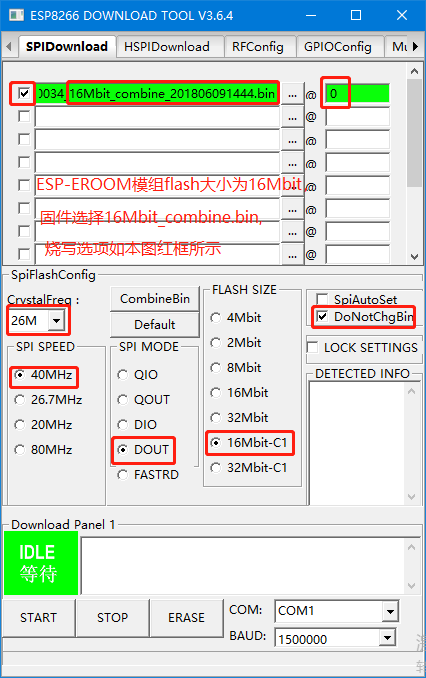 ESP8266 DOWNLOAD TOOL V3.6.4
SPIDownload HSPIDownload RFConfig GPIOConfig Mu
0034_16Mbit_combine_201806091444.bin ... @ 0
... @
... @
... @
... @
... @
... @
... @
ESP-EROOM模组flash大小为16Mbit
固件选择16Mbit_combine.bin,
烧写选项如本图红框所示
SpiFlashConfig
CrystalFreq :
26M
CombineBin
Default
SPI SPEED
40MHz
26.7MHz
20MHz
80MHz
SPI MODE
QIO
QOUT
DIO
DOUT
FASTRD
FLASH SIZE
4Mbit
2Mbit
8Mbit
16Mbit
32Mbit
16Mbit-C1
32Mbit-C1
SpiAutoSet
DoNotChgBin
LOCK SETTINGS
DETECTED INFO
Download Panel 1
IDLE
等待
START STOP ERASE
COM: COM1
BAUD: 1500000